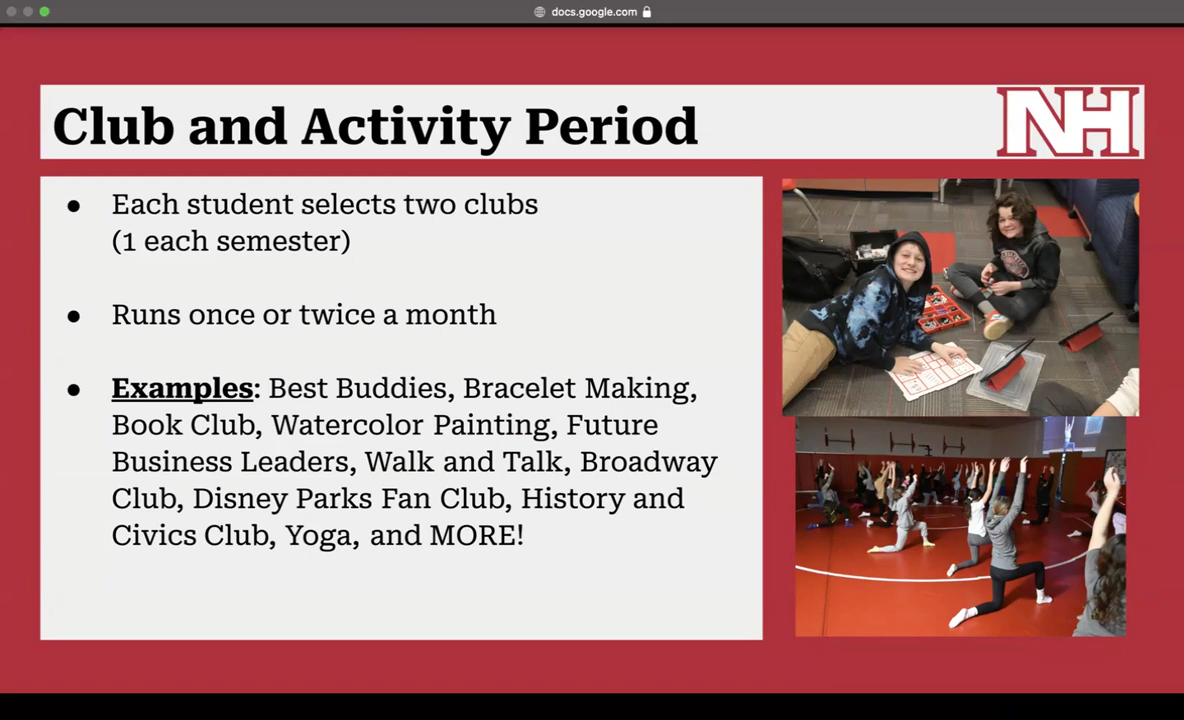 docs.google.com
Club and Activity Period
NH
● Each student selects two clubs
(1 each semester)
● Runs once or twice a month
● Examples: Best Buddies, Bracelet Making,
Book Club, Watercolor Painting, Future
Business Leaders, Walk and Talk, Broadway
Club, Disney Parks Fan Club, History and
Civics Club, Yoga, and MORE!